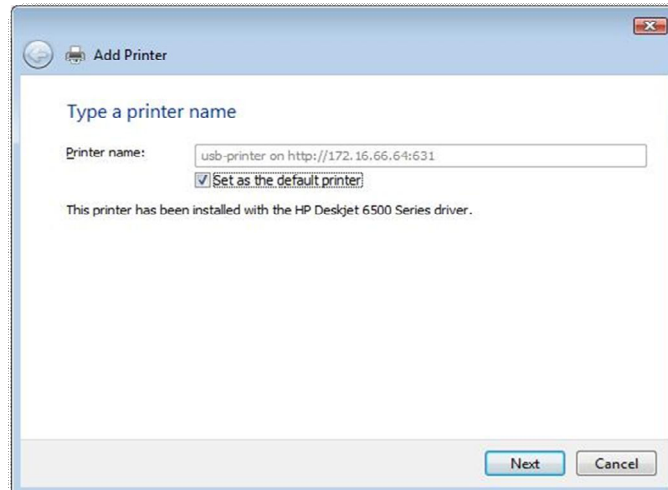 Add Printer
Type a printer name
Printer name:
usb-printer on http://172.16.66.64:631
Set as the default printer
This printer has been installed with the HP Deskjet 6500 Series driver.
Next
Cancel